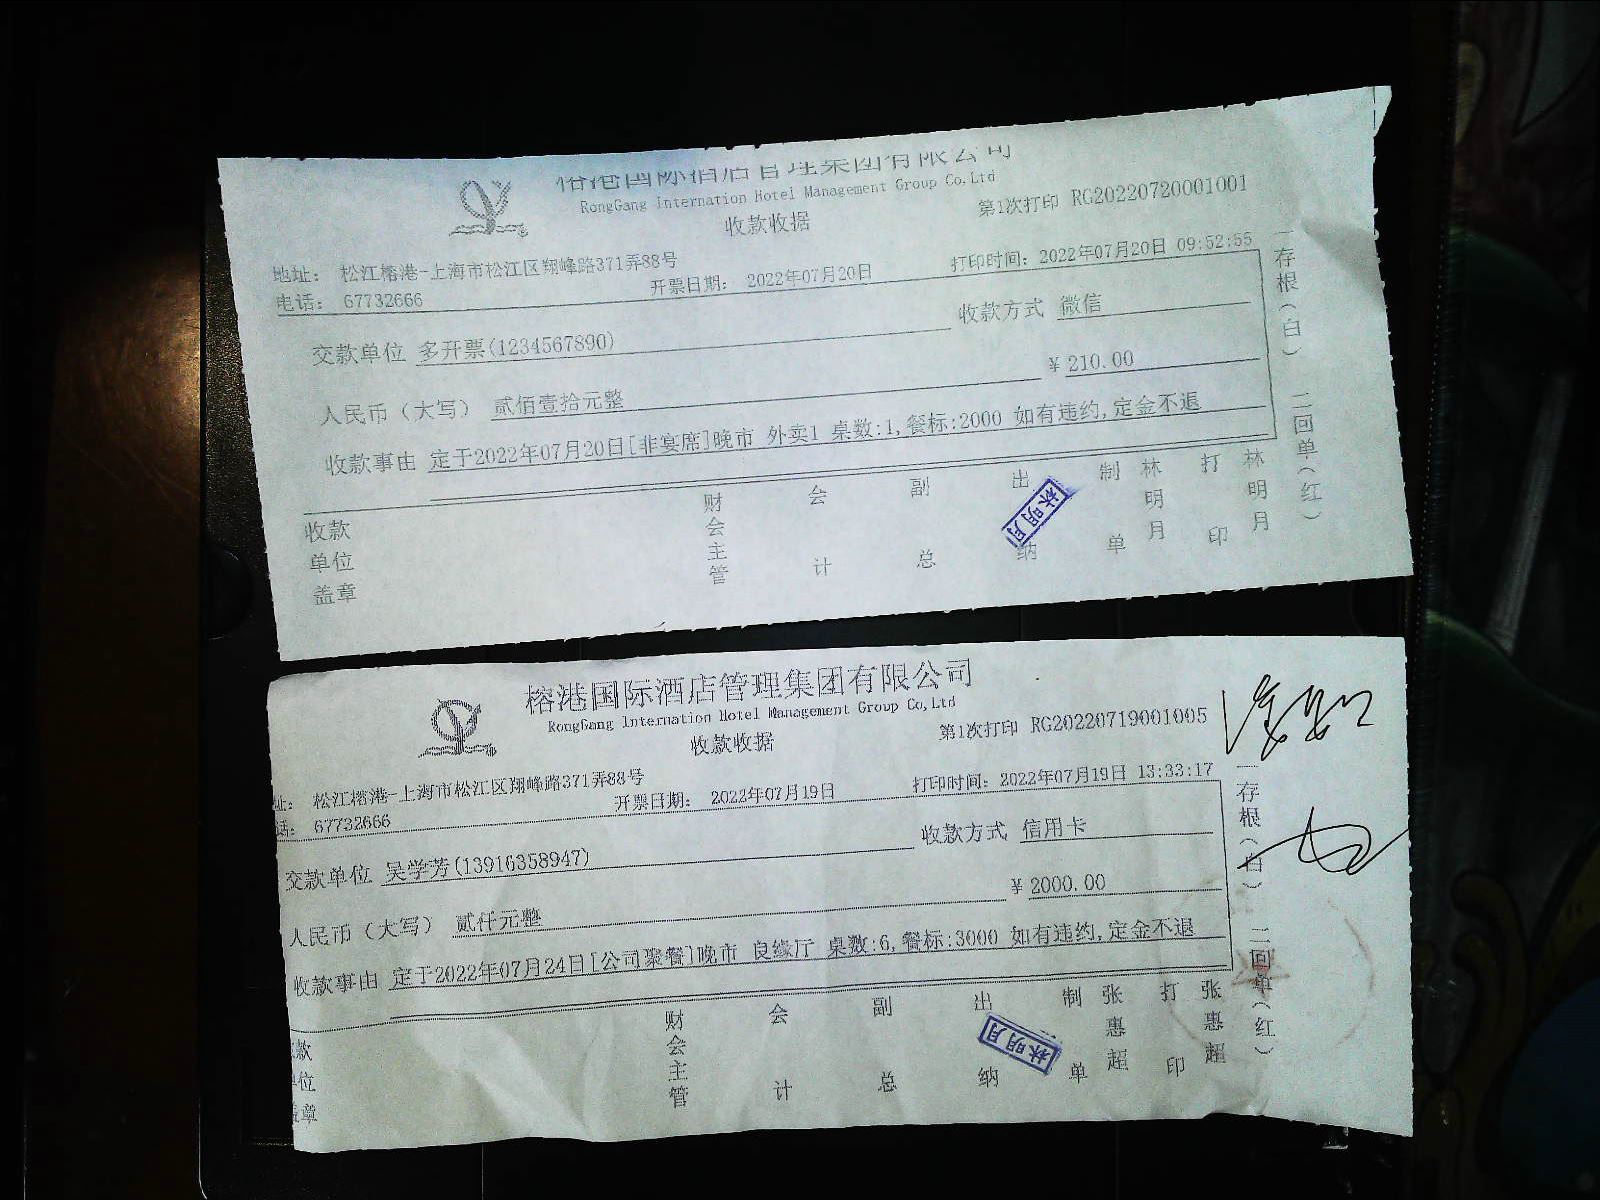 榕港国际酒店管理集团有限公司
RongGang Internation Hotel Management Group Co,Ltd
收款收据
第1次打印 RG20220720001001
地址： 松江榕港-上海市松江区翔峰路371弄88号
电话： 67732666
开票日期： 2022年07月20日
打印时间： 2022年07月20日 09:52:55
交款单位 多开票(1234567890)
收款方式 微信
人民币（大写） 贰佰壹拾元整
¥ 210.00
收款事由 定于2022年07月20日[非宴席]晚市 外卖1 桌数:1,餐标:2000 如有违约,定金不退
收款单位盖章
财会主管
会计
副总
出纳
林明月
制单
林明月
打印
林明月
一存根（白）
二回单（红）
榕港国际酒店管理集团有限公司
RongGang Internation Hotel Management Group Co,Ltd
收款收据
第1次打印 RG20220719001005
址： 松江榕港-上海市松江区翔峰路371弄88号
话： 67732666
开票日期： 2022年07月19日
打印时间： 2022年07月19日 13:33:17
交款单位 吴学芳(13916358947)
收款方式 信用卡
人民币（大写） 贰仟元整
¥ 2000.00
收款事由 定于2022年07月24日[公司聚餐]晚市 良缘厅 桌数:6,餐标:3000 如有违约,定金不退
款
位
盖章
财会主管
会计
副总
出纳
林明月
制单
张惠超
打印
张惠超
一存根（白）
二回单（红）